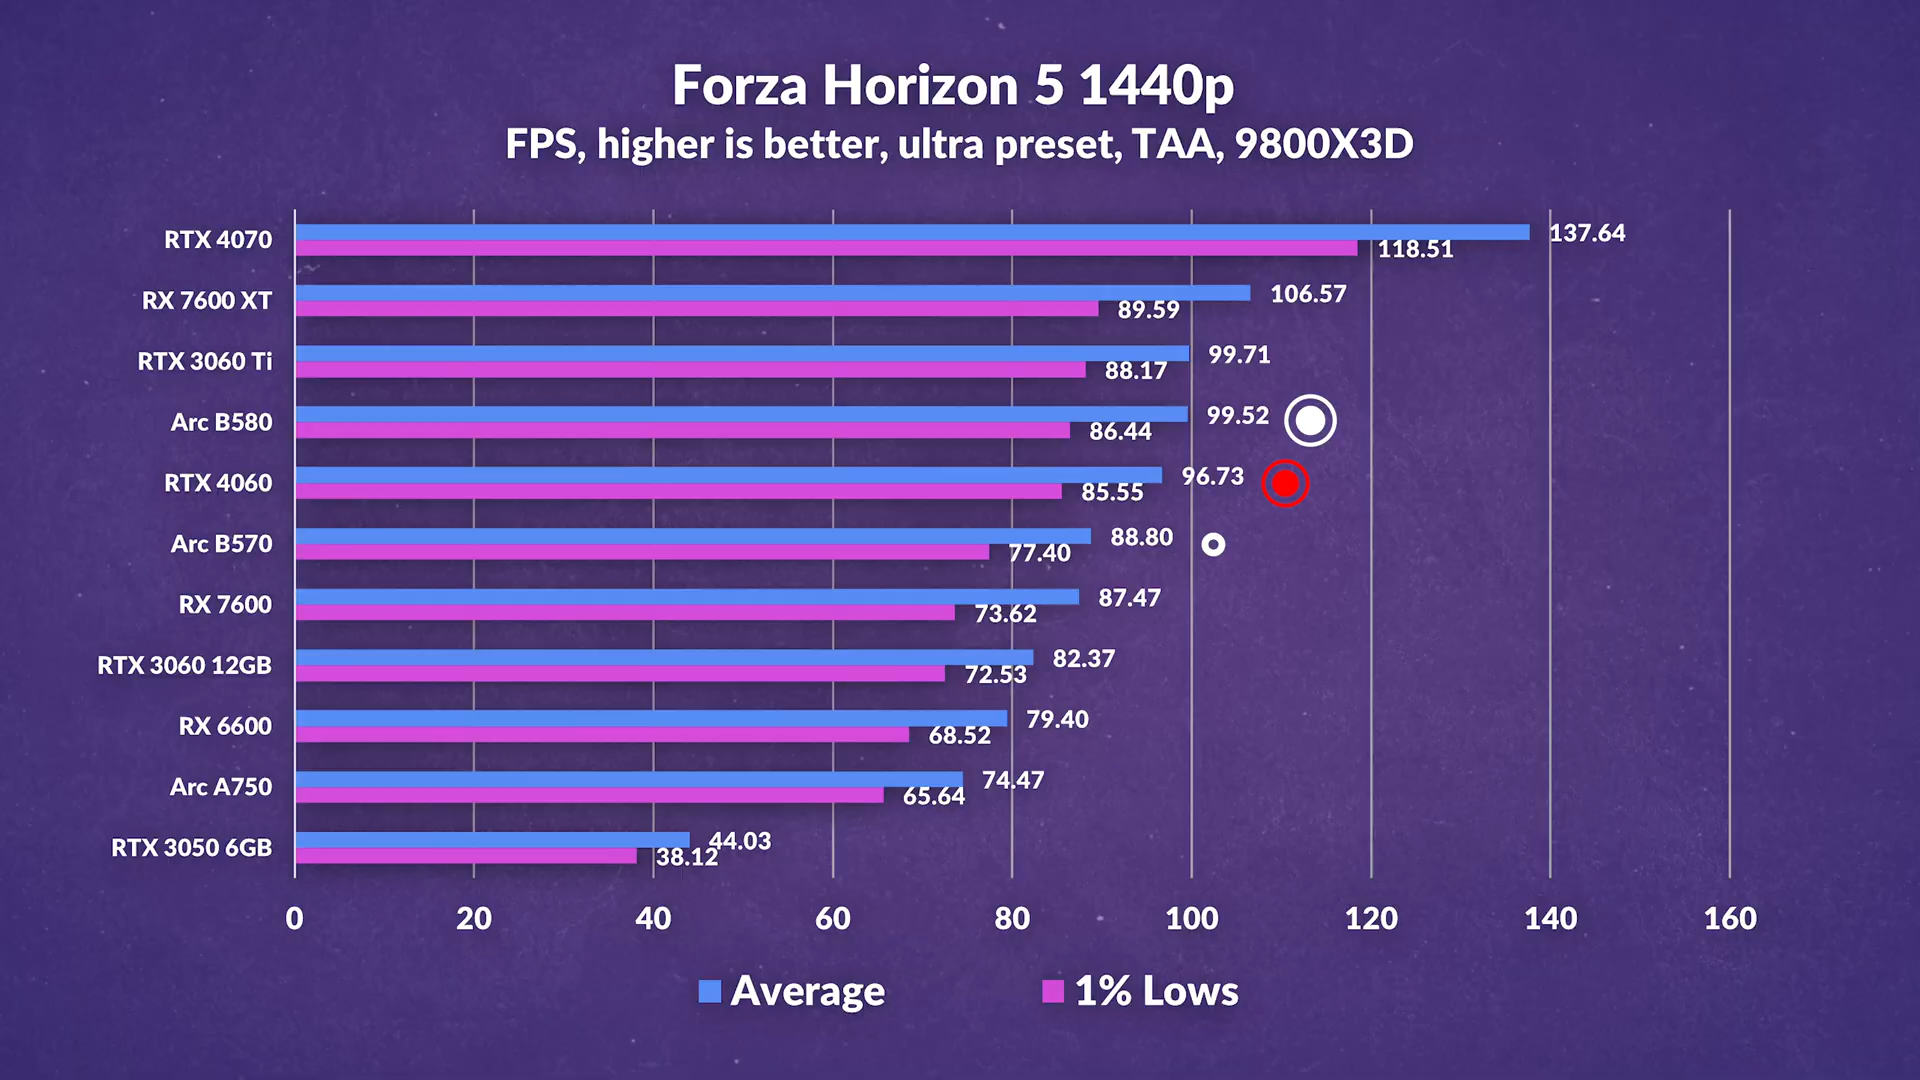 Forza Horizon 5 1440p
FPS, higher is better, ultra preset, TAA, 9800X3D
RTX 4070 137.64
118.51
RX 7600 XT 106.57
89.59
RTX 3060 Ti 99.71
88.17
Arc B580 99.52
86.44
RTX 4060 96.73
85.55
Arc B570 88.80
77.40
RX 7600 87.47
73.62
RTX 3060 12GB 82.37
72.53
RX 6600 79.40
68.52
Arc A750 74.47
65.64
RTX 3050 6GB 44.03
38.12
0 20 40 60 80 100 120 140 160
Average 1% Lows